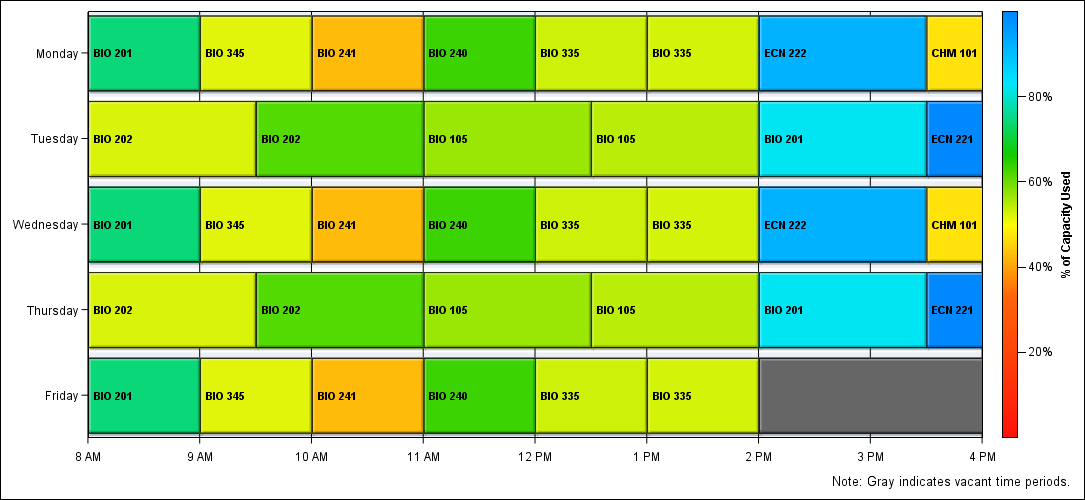 Monday BIO 201 BIO 345 BIO 241 BIO 240 BIO 335 BIO 335 ECN 222 CHM 101
Tuesday BIO 202 BIO 202 BIO 105 BIO 105 BIO 201 ECN 221
Wednesday BIO 201 BIO 345 BIO 241 BIO 240 BIO 335 BIO 335 ECN 222 CHM 101
Thursday BIO 202 BIO 202 BIO 105 BIO 105 BIO 201 ECN 221
Friday BIO 201 BIO 345 BIO 241 BIO 240 BIO 335 BIO 335
8 AM 9 AM 10 AM 11 AM 12 PM 1 PM 2 PM 3 PM 4 PM
80%
60%
40%
20%
% of Capacity Used
Note: Gray indicates vacant time periods.